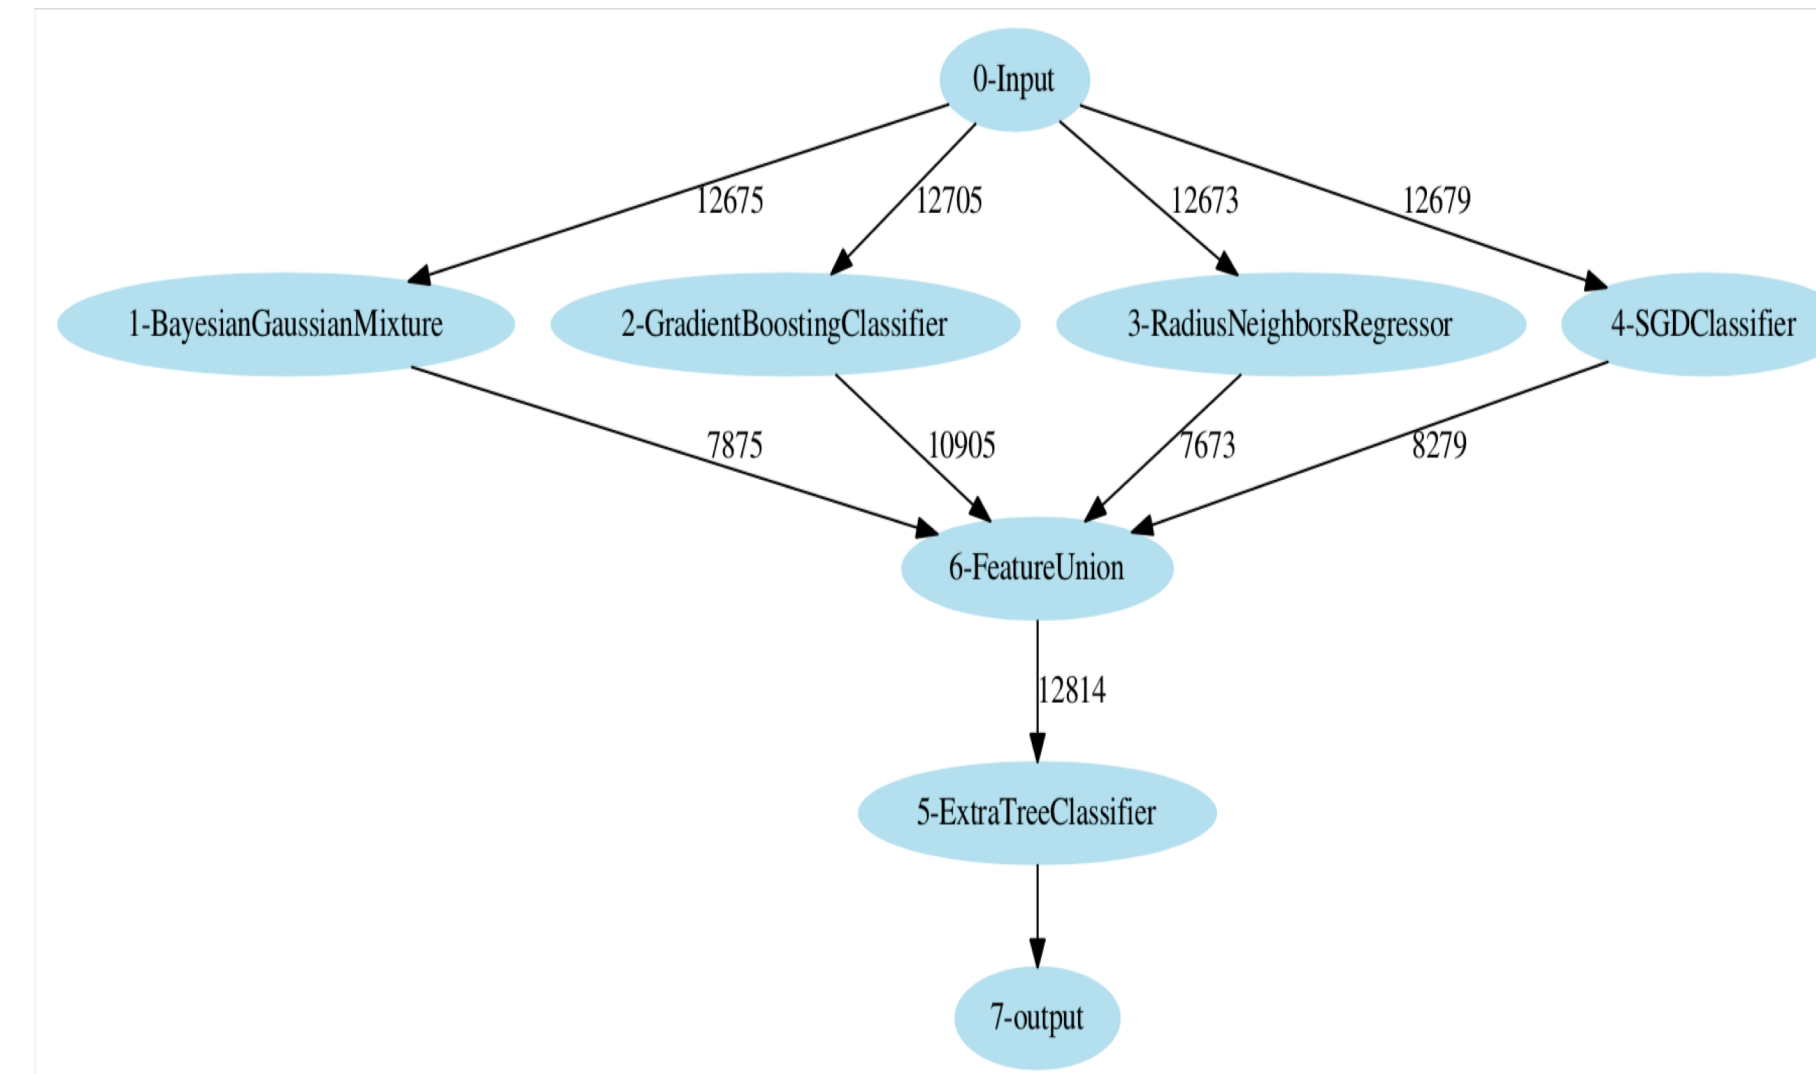 0-Input
12675 12705 12673 12679
1-BayesianGaussianMixture 2-GradientBoostingClassifier 3-RadiusNeighborsRegressor 4-SGDClassifier
7875 10905 7673 8279
6-FeatureUnion
12814
5-ExtraTreeClassifier
7-output